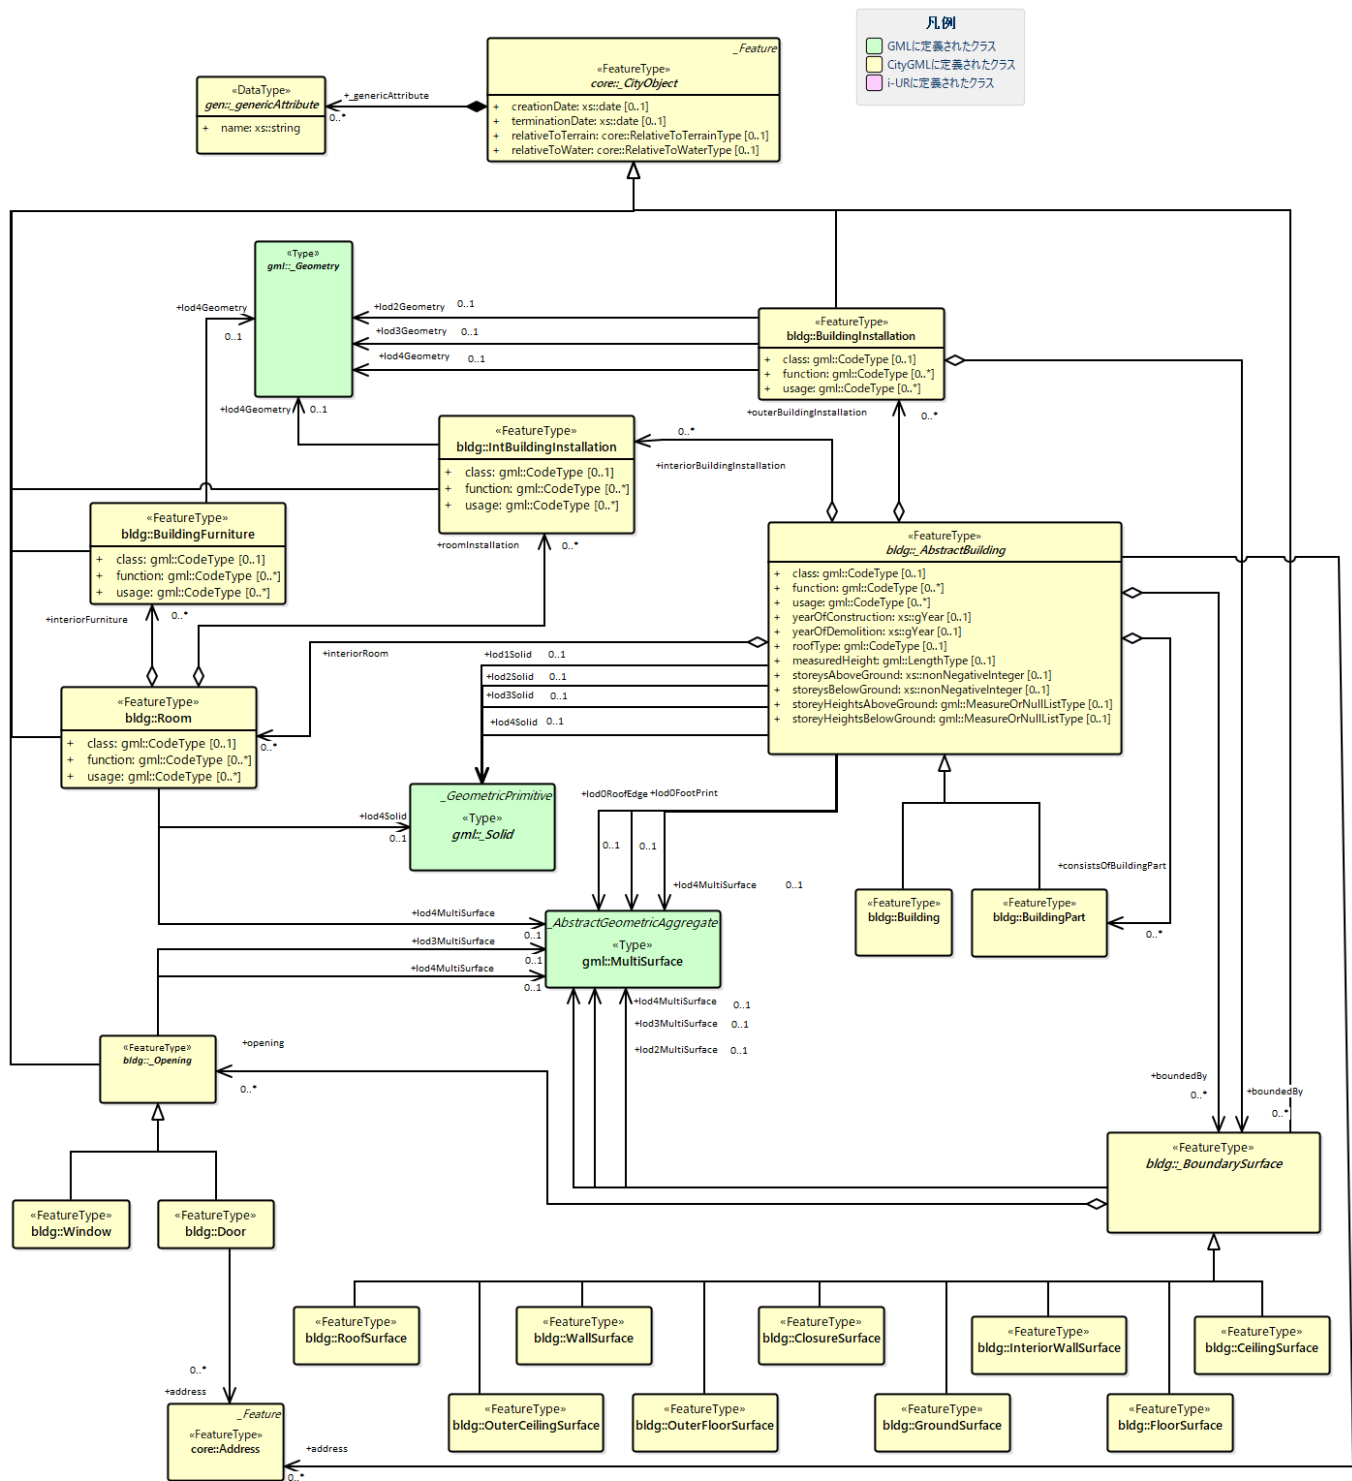 凡例
GMLに定義されたクラス
CityGMLに定義されたクラス
i-URに定義されたクラス
_Feature
«FeatureType»
core::_CityObject
+ creationDate: xs::date [0..1]
+ terminationDate: xs::date [0..1]
+ relativeToTerrain: core::RelativeToTerrainType [0..1]
+ relativeToWater: core::RelativeToWaterType [0..1]
«DataType»
gen::_genericAttribute
+ name: xs::string
+_genericAttribute
0..*
«Type»
gml::_Geometry
+lod4Geometry
0..1
+lod2Geometry 0..1
+lod3Geometry 0..1
+lod4Geometry 0..1
+lod4Geometry 0..1
«FeatureType»
bldg::BuildingInstallation
+ class: gml::CodeType [0..1]
+ function: gml::CodeType [0..*]
+ usage: gml::CodeType [0..*]
+outerBuildingInstallation 0..*
«FeatureType»
bldg::IntBuildingInstallation
+ class: gml::CodeType [0..1]
+ function: gml::CodeType [0..*]
+ usage: gml::CodeType [0..*]
0..*
+interiorBuildingInstallation
+roomInstallation 0..*
«FeatureType»
bldg::BuildingFurniture
+ class: gml::CodeType [0..1]
+ function: gml::CodeType [0..*]
+ usage: gml::CodeType [0..*]
+interiorFurniture 0..*
«FeatureType»
bldg::_AbstractBuilding
+ class: gml::CodeType [0..1]
+ function: gml::CodeType [0..*]
+ usage: gml::CodeType [0..*]
+ yearOfConstruction: xs::gYear [0..1]
+ yearOfDemolition: xs::gYear [0..1]
+ roofType: gml::CodeType [0..1]
+ measuredHeight: gml::LengthType [0..1]
+ storeysAboveGround: xs::nonNegativeInteger [0..1]
+ storeysBelowGround: xs::nonNegativeInteger [0..1]
+ storeyHeightsAboveGround: gml::MeasureOrNullListType [0..1]
+ storeyHeightsBelowGround: gml::MeasureOrNullListType [0..1]
+interiorRoom
0..*
+lod1Solid 0..1
+lod2Solid 0..1
+lod3Solid 0..1
+lod4Solid 0..1
«FeatureType»
bldg::Room
+ class: gml::CodeType [0..1]
+ function: gml::CodeType [0..*]
+ usage: gml::CodeType [0..*]
_GeometricPrimitive
«Type»
gml::_Solid
+lod4Solid
0..1
+lod0RoofEdge +lod0FootPrint
0..1 0..1
+lod4MultiSurface 0..1
«FeatureType»
bldg::Building
«FeatureType»
bldg::BuildingPart
+consistsOfBuildingPart
0..*
_AbstractGeometricAggregate
«Type»
gml::MultiSurface
+lod4MultiSurface
0..1
+lod3MultiSurface
0..1
+lod4MultiSurface
0..1
+lod4MultiSurface 0..1
+lod3MultiSurface 0..1
+lod2MultiSurface 0..1
«FeatureType»
bldg::_Opening
+opening
0..*
+boundedBy
0..*
+boundedBy
0..*
«FeatureType»
bldg::_BoundarySurface
«FeatureType»
bldg::Window
«FeatureType»
bldg::Door
«FeatureType»
bldg::RoofSurface
«FeatureType»
bldg::WallSurface
«FeatureType»
bldg::ClosureSurface
«FeatureType»
bldg::InteriorWallSurface
«FeatureType»
bldg::CeilingSurface
«FeatureType»
bldg::OuterCeilingSurface
«FeatureType»
bldg::OuterFloorSurface
«FeatureType»
bldg::GroundSurface
«FeatureType»
bldg::FloorSurface
0..*
+address
_Feature
«FeatureType»
core::Address
+address
0..*